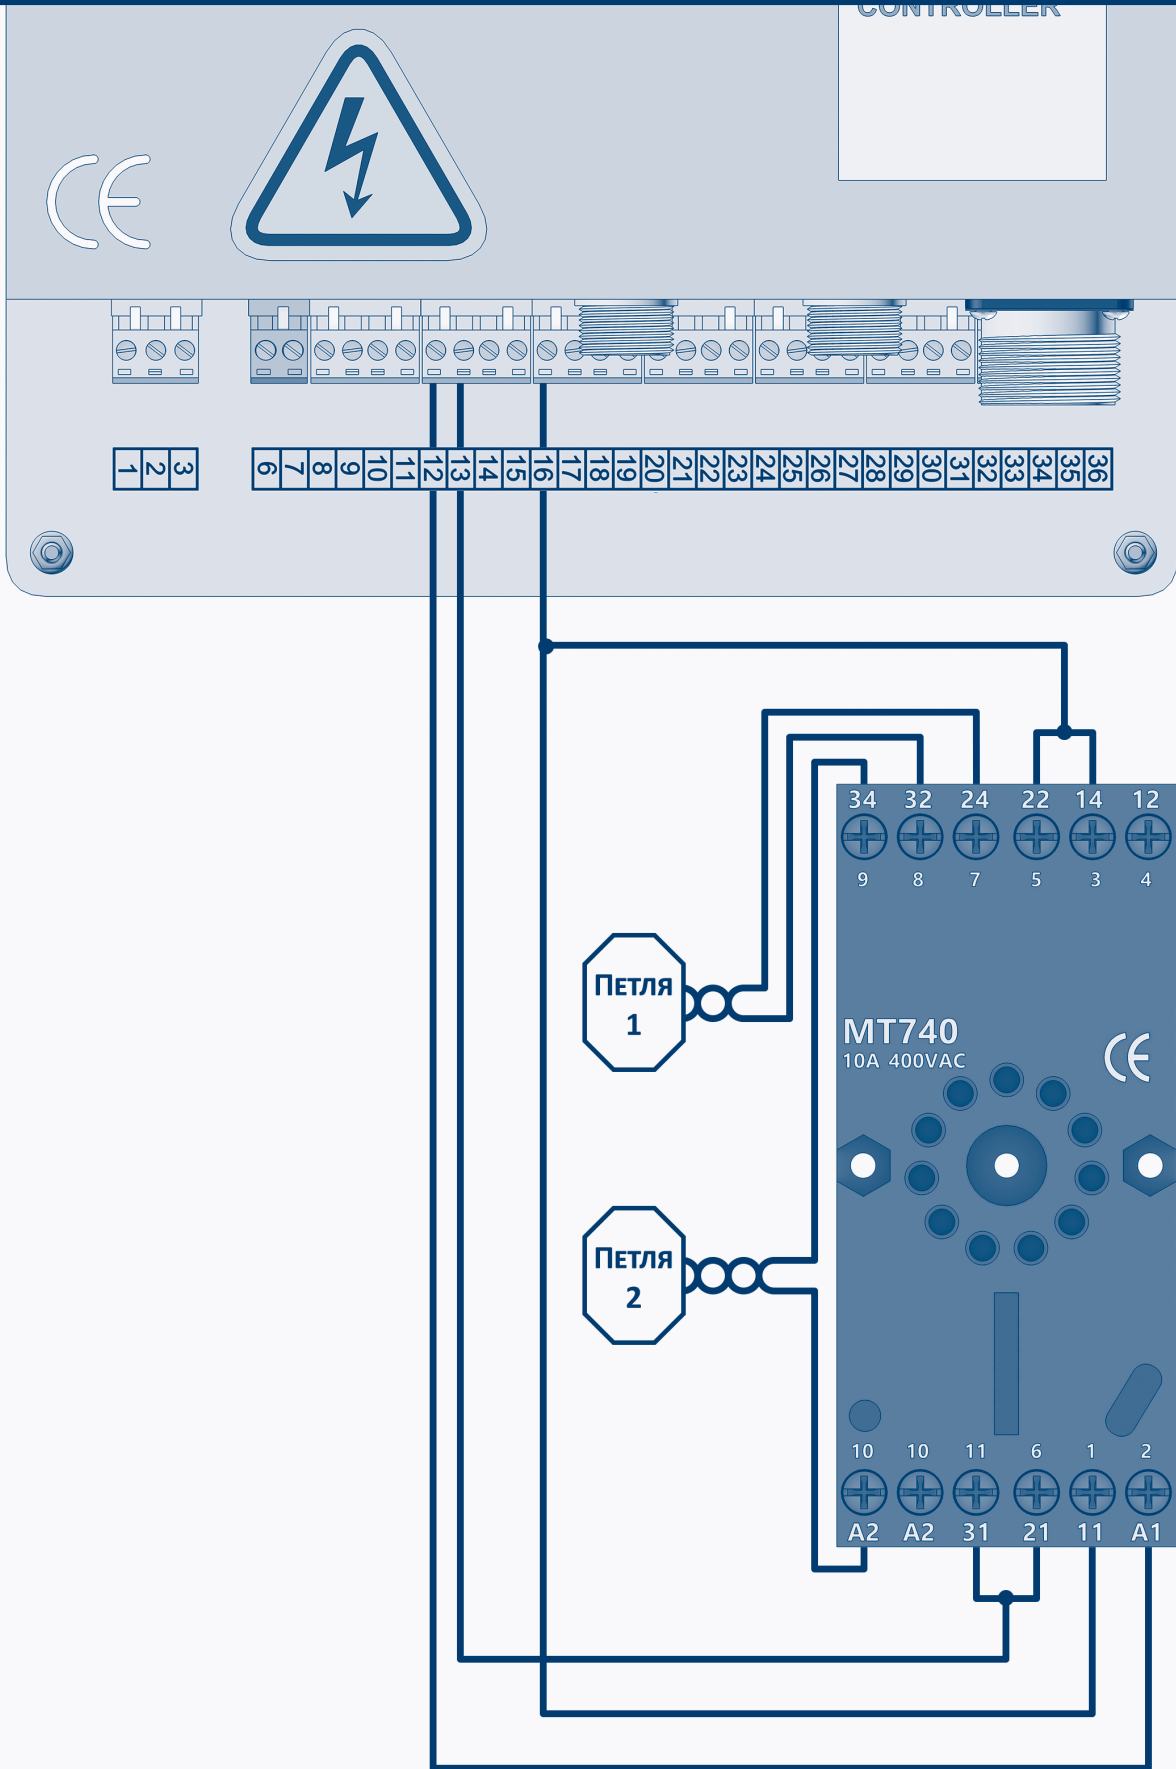 CONTROLLER
CE
1 2 3 6 7 8 9 10 11 12 13 14 15 16 17 18 19 20 21 22 23 24 25 26 27 28 29 30 31 32 33 34 35 36
34 32 24 22 14 12
9 8 7 5 3 4
ПЕТЛЯ
1
MT740
10A 400VAC
CE
ПЕТЛЯ
2
10 10 11 6 1 2
A2 A2 31 21 11 A1